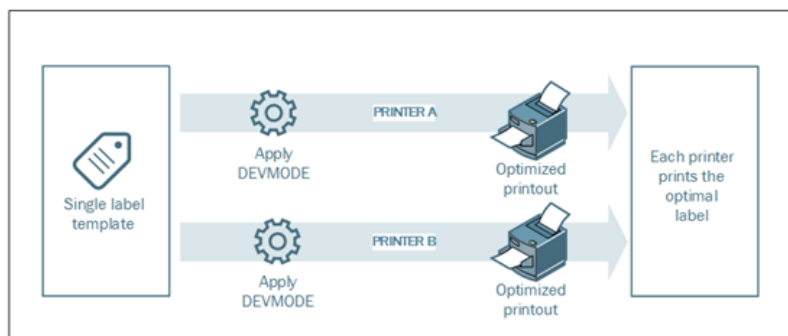 Single label
template
Apply
DEVMODE
PRINTER A
Optimized
printout
Apply
DEVMODE
PRINTER B
Optimized
printout
Each printer
prints the
optimal
label